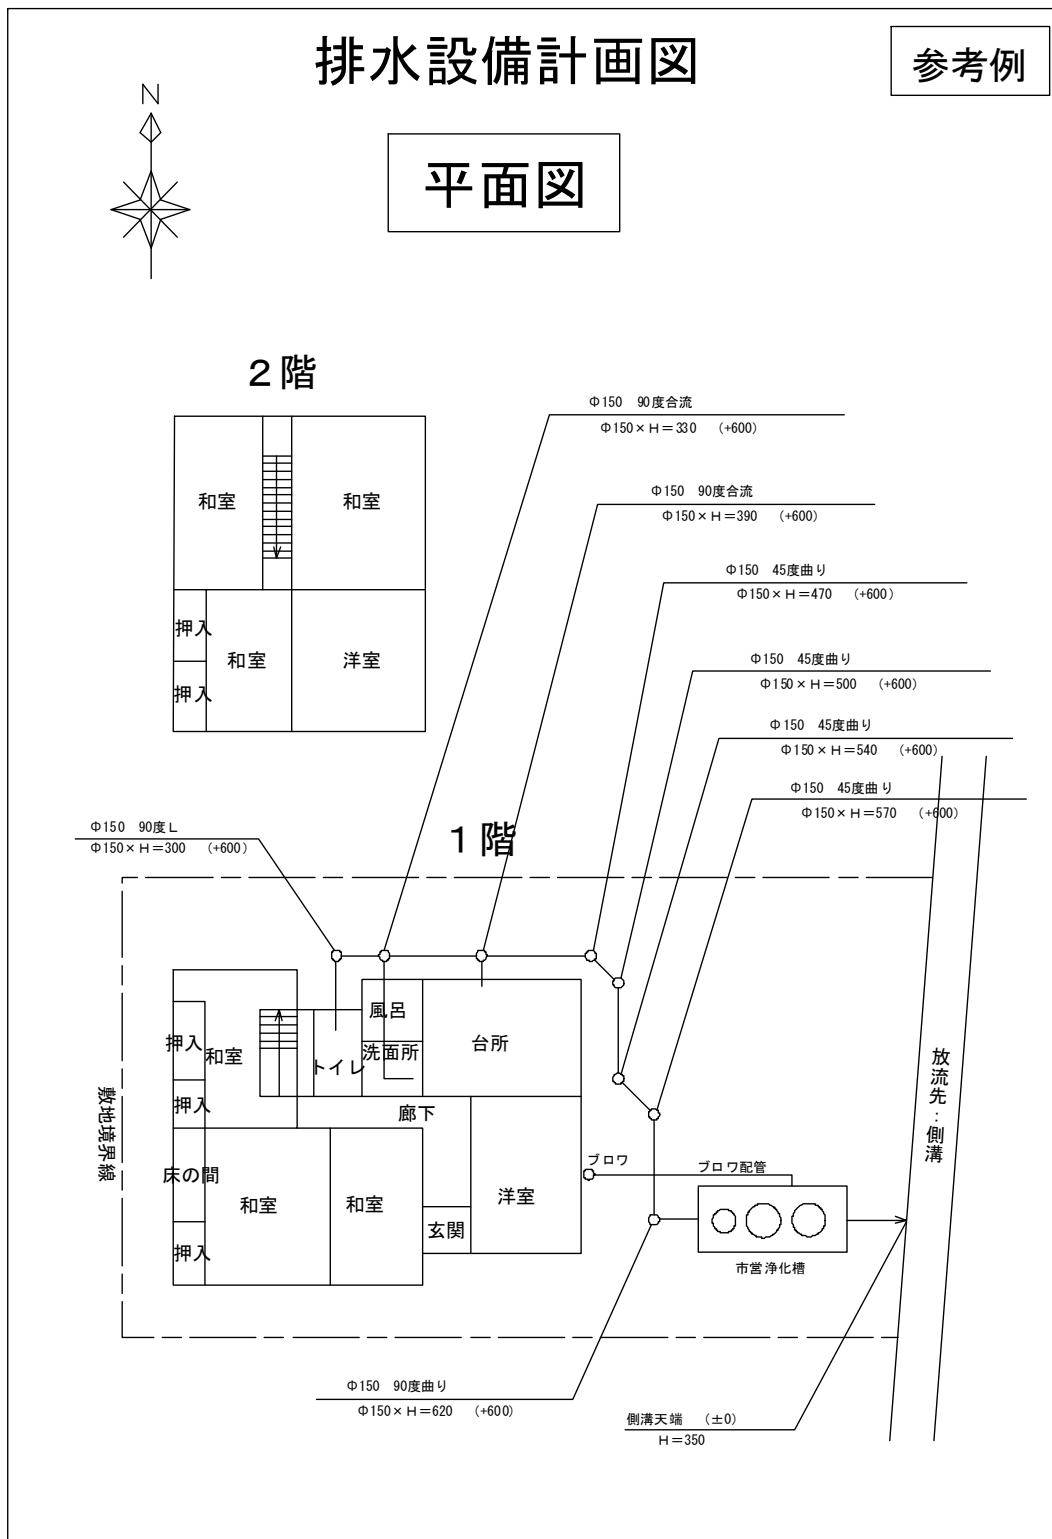 排水設備計画図
参考例
N
平面図
2階
和室
和室
押入
和室
洋室
押入
Φ150 90度合流
Φ150×H=330 (+600)
Φ150 90度合流
Φ150×H=390 (+600)
Φ150 45度曲り
Φ150×H=470 (+600)
Φ150 45度曲り
Φ150×H=500 (+600)
Φ150 45度曲り
Φ150×H=540 (+600)
Φ150 45度曲り
Φ150×H=570 (+600)
Φ150 90度L
Φ150×H=300 (+600)
1階
風呂
押入
和室
トイレ
洗面所
台所
押入
廊下
敷地境界線
放流先:側溝
床の間
和室
和室
洋室
玄関
押入
ブロワ
ブロワ配管
市営浄化槽
Φ150 90度曲り
Φ150×H=620 (+600)
側溝天端 (±0)
H=350